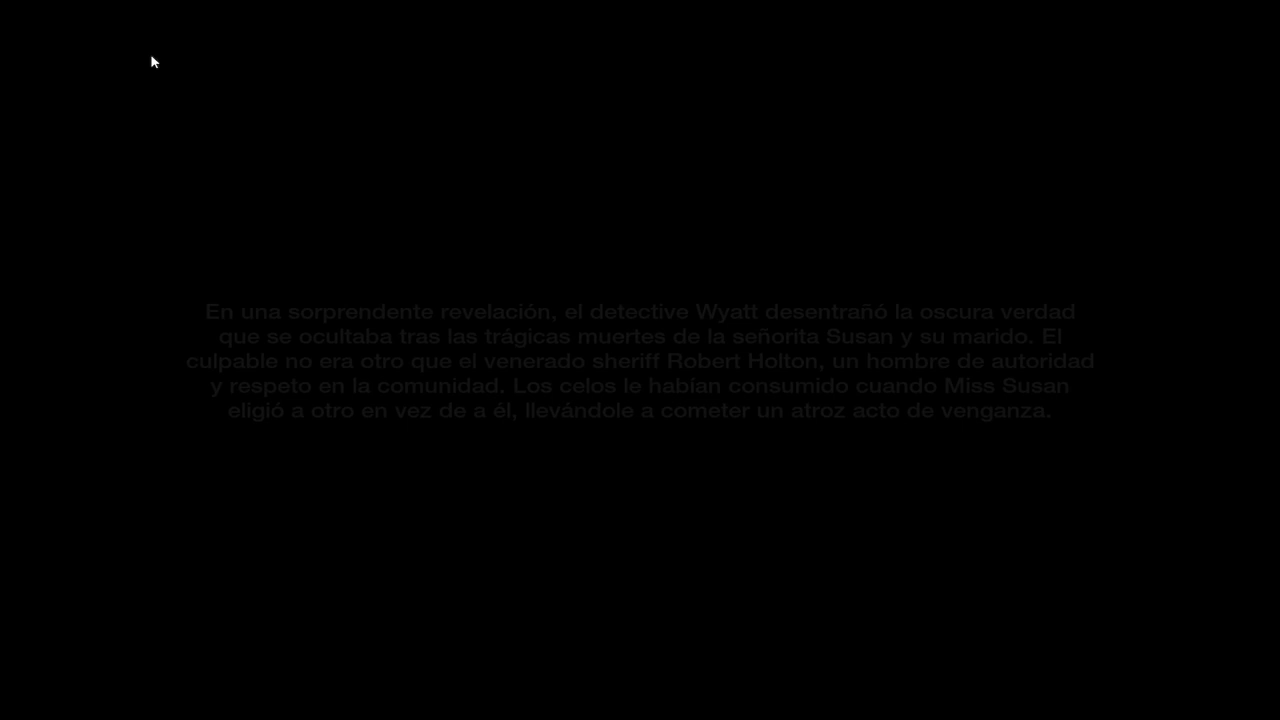 En una sorprendente revelación, el detective Wyatt desentrañó la oscura verdad
que se ocultaba tras las trágicas muertes de la señorita Susan y su marido. El
culpable no era otro que el venerado sheriff Robert Holton, un hombre de autoridad
y respeto en la comunidad. Los celos le habían consumido cuando Miss Susan
eligió a otro en vez de a él, llevándole a cometer un atroz acto de venganza.